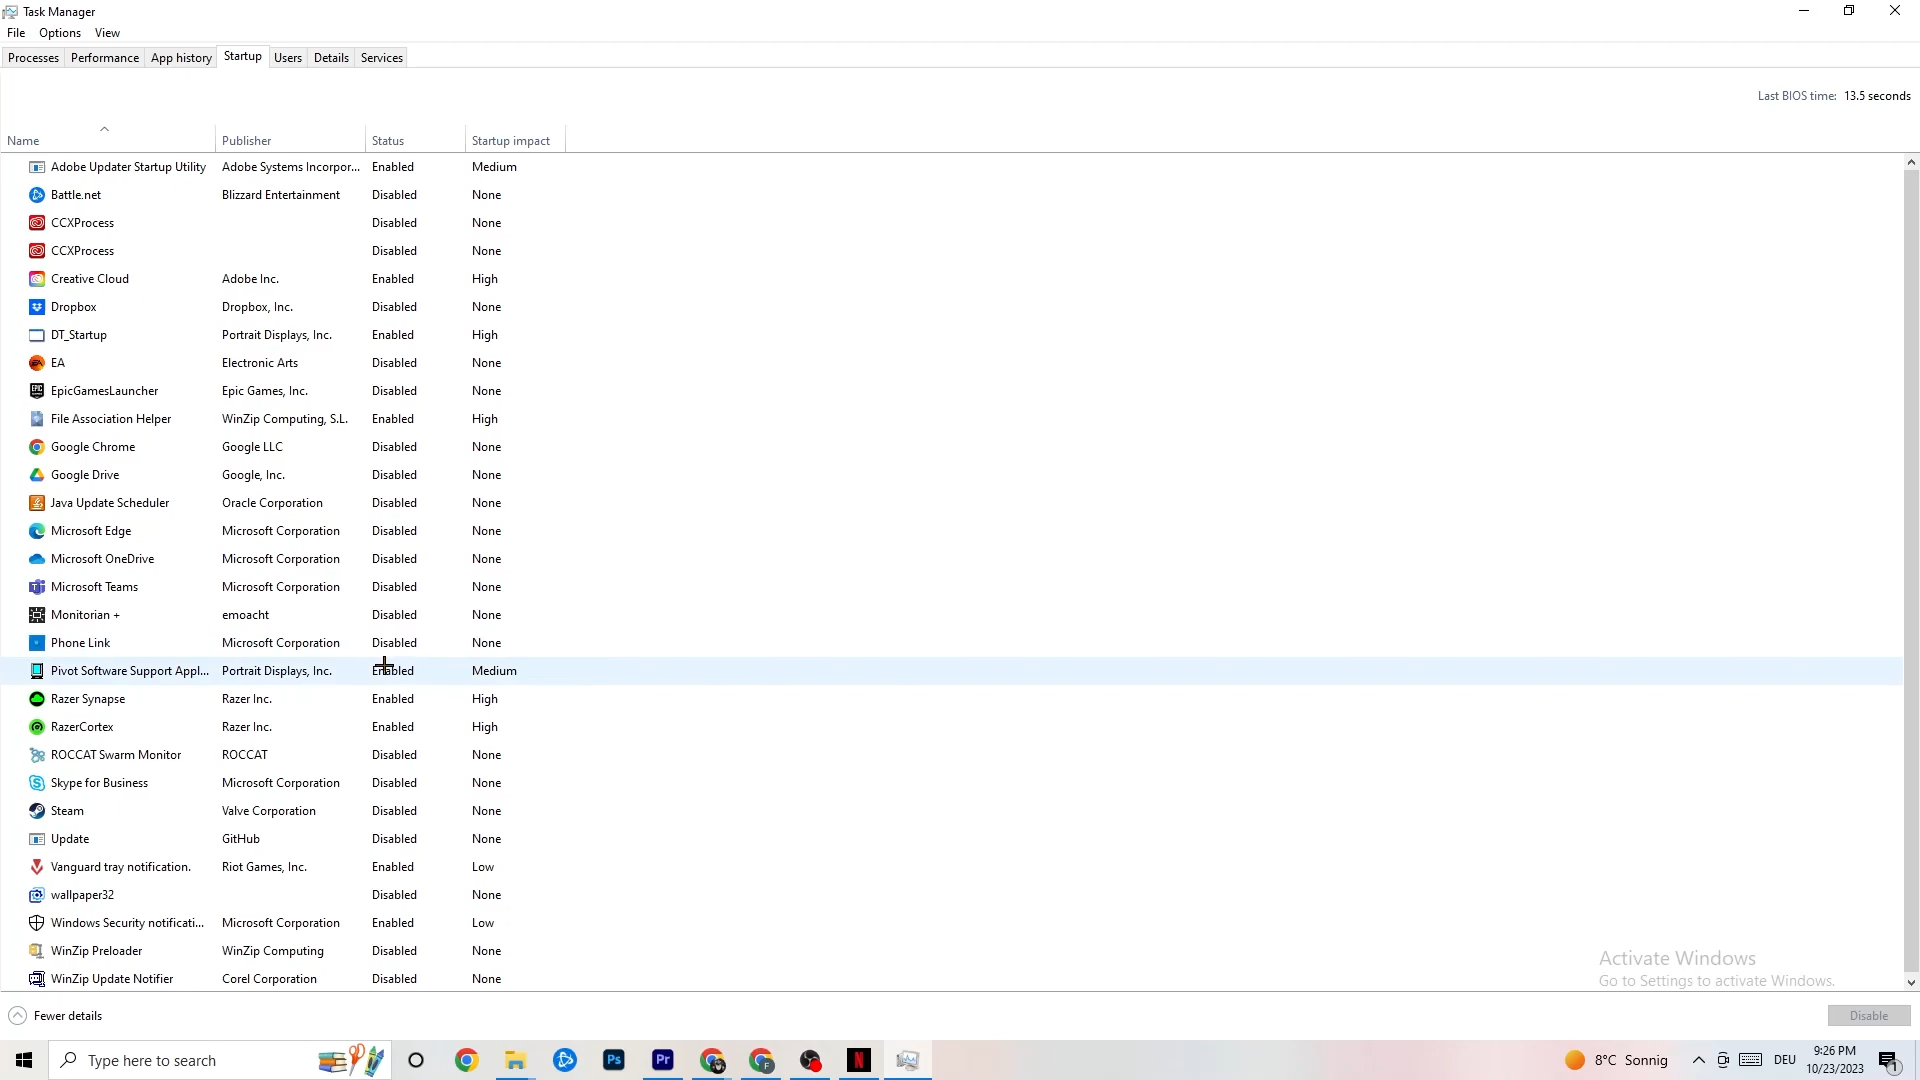 Task Manager
File Options View
Processes Performance App history Startup Users Details Services
Last BIOS time: 13.5 seconds
Name Publisher Status Startup impact
Adobe Updater Startup Utility Adobe Systems Incorpor... Enabled Medium
Battle.net Blizzard Entertainment Disabled None
CCXProcess Disabled None
CCXProcess Disabled None
Creative Cloud Adobe Inc. Enabled High
Dropbox Dropbox, Inc. Disabled None
DT_Startup Portrait Displays, Inc. Enabled High
EA Electronic Arts Disabled None
EpicGamesLauncher Epic Games, Inc. Disabled None
File Association Helper WinZip Computing, S.L. Enabled High
Google Chrome Google LLC Disabled None
Google Drive Google, Inc. Disabled None
Java Update Scheduler Oracle Corporation Disabled None
Microsoft Edge Microsoft Corporation Disabled None
Microsoft OneDrive Microsoft Corporation Disabled None
Microsoft Teams Microsoft Corporation Disabled None
Monitorian + emoacht Disabled None
Phone Link Microsoft Corporation Disabled None
Pivot Software Support Appl... Portrait Displays, Inc. Enabled Medium
Razer Synapse Razer Inc. Enabled High
RazerCortex Razer Inc. Enabled High
ROCCAT Swarm Monitor ROCCAT Disabled None
Skype for Business Microsoft Corporation Disabled None
Steam Valve Corporation Disabled None
Update GitHub Disabled None
Vanguard tray notification. Riot Games, Inc. Enabled Low
wallpaper32 Disabled None
Windows Security notificati... Microsoft Corporation Enabled Low
WinZip Preloader WinZip Computing Disabled None
WinZip Update Notifier Corel Corporation Disabled None
Activate Windows
Go to Settings to activate Windows.
Fewer details Disable
Type here to search Ps Pr F N 8°C Sonnig DEU 9:26 PM
10/23/2023 1